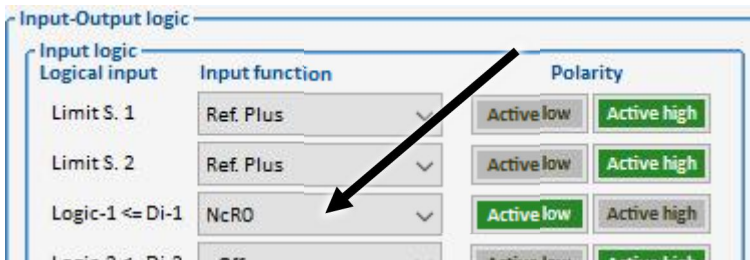 Input-Output logic
Input logic
Logical input Input function Polarity
Limit S. 1 Ref. Plus Active low Active high
Limit S. 2 Ref. Plus Active low Active high
Logic-1 <= Di-1 NcR0 Active low Active high